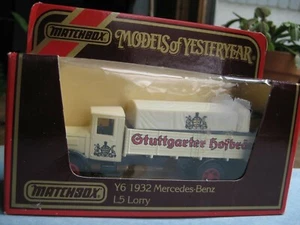 MATCHBOX
MODELS of YESTERYEAR
Stuttgarter Hofbräu
MATCHBOX
Y6 1932 Mercedes-Benz
L5 Lorry